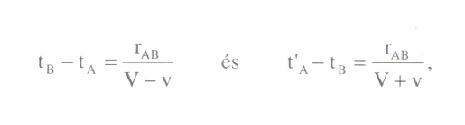 t_B − t_A = r_AB / (V − v) és t'_A − t_B = r_AB / (V + v),